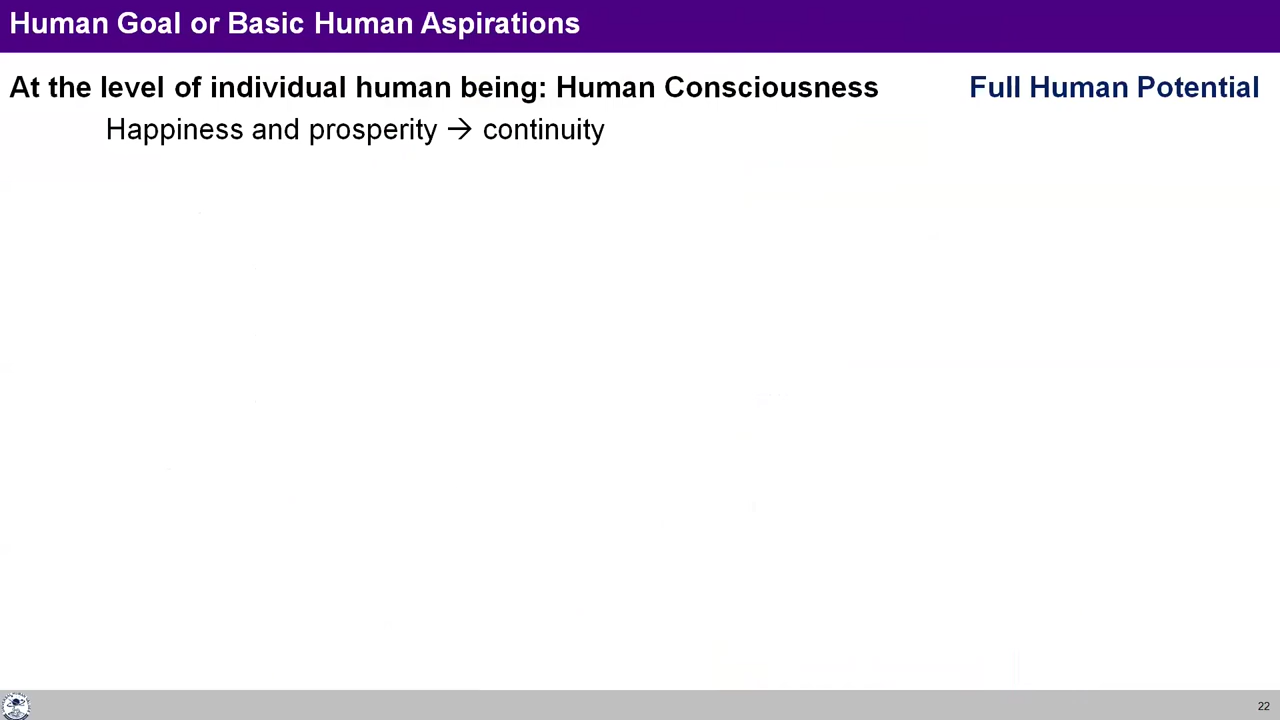 Human Goal or Basic Human Aspirations
At the level of individual human being: Human Consciousness Full Human Potential
Happiness and prosperity → continuity
22